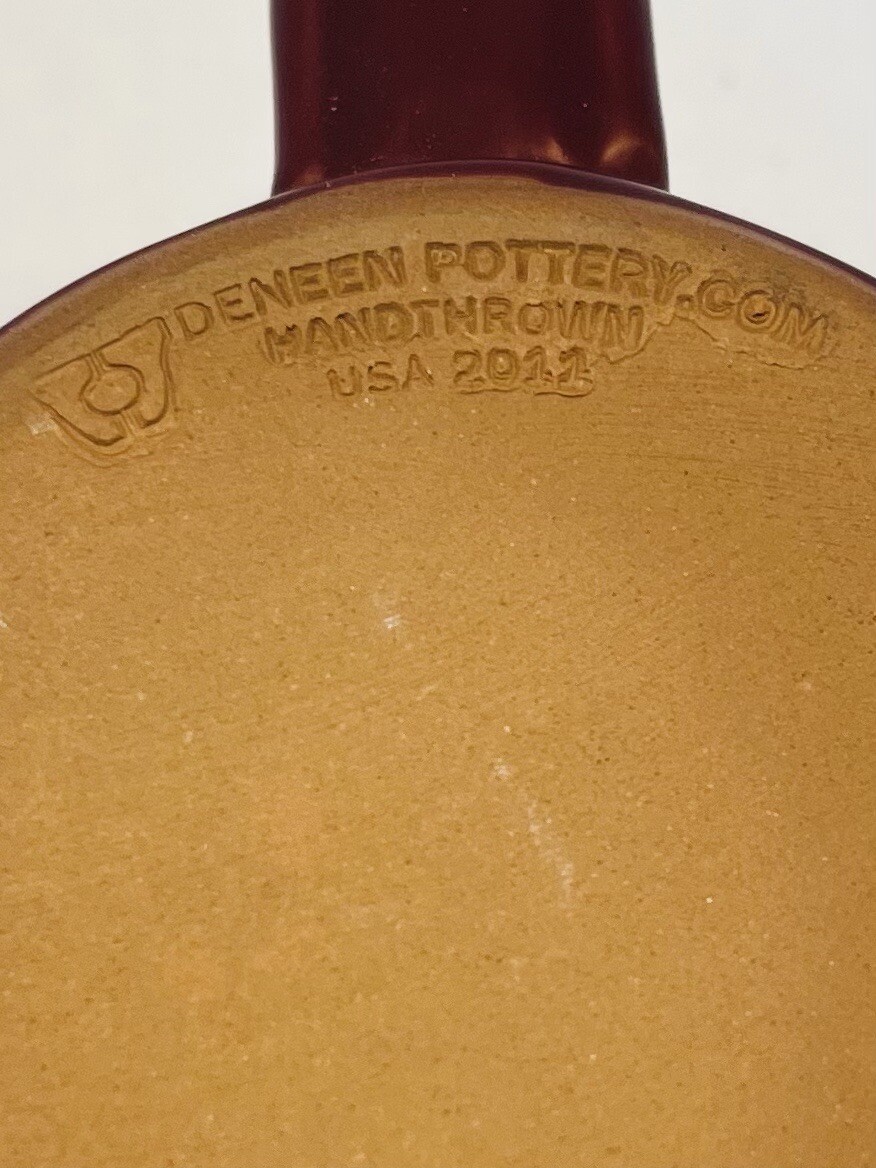 DENEEN POTTERY.COM
HANDTHROWN
USA 2011